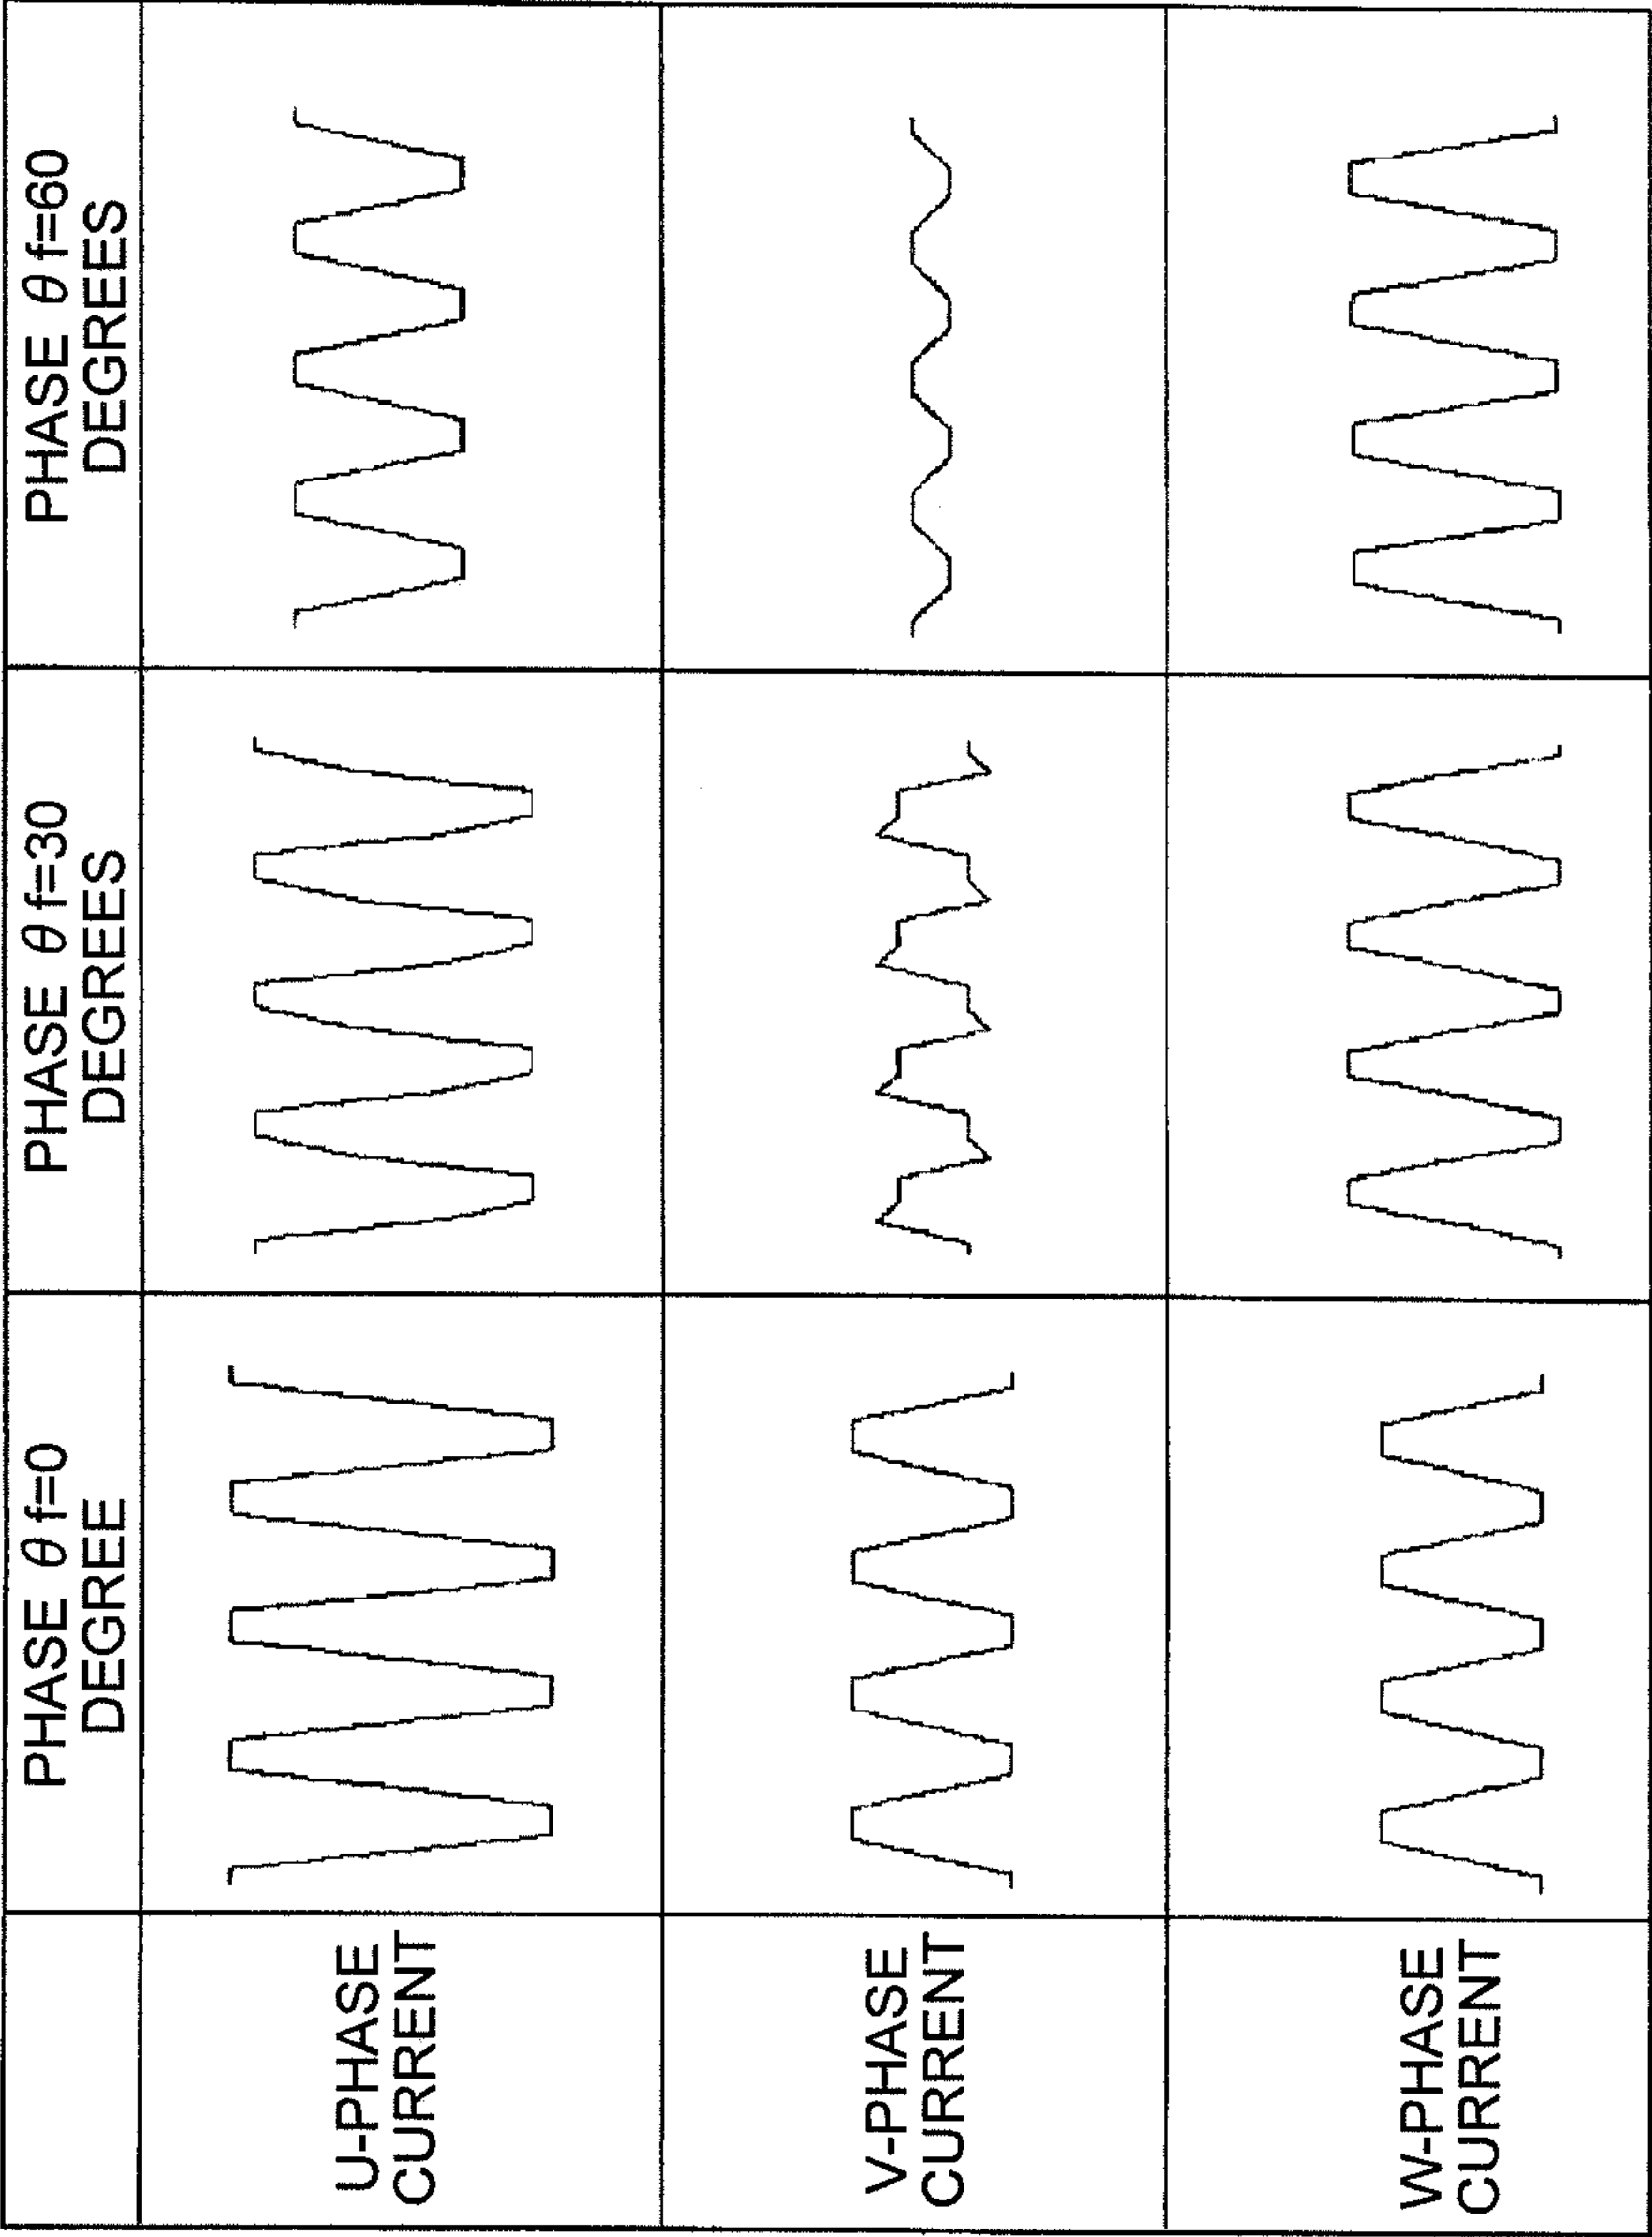 PHASE θf=0
DEGREE
PHASE θf=30
DEGREES
PHASE θf=60
DEGREES
U-PHASE
CURRENT
V-PHASE
CURRENT
W-PHASE
CURRENT